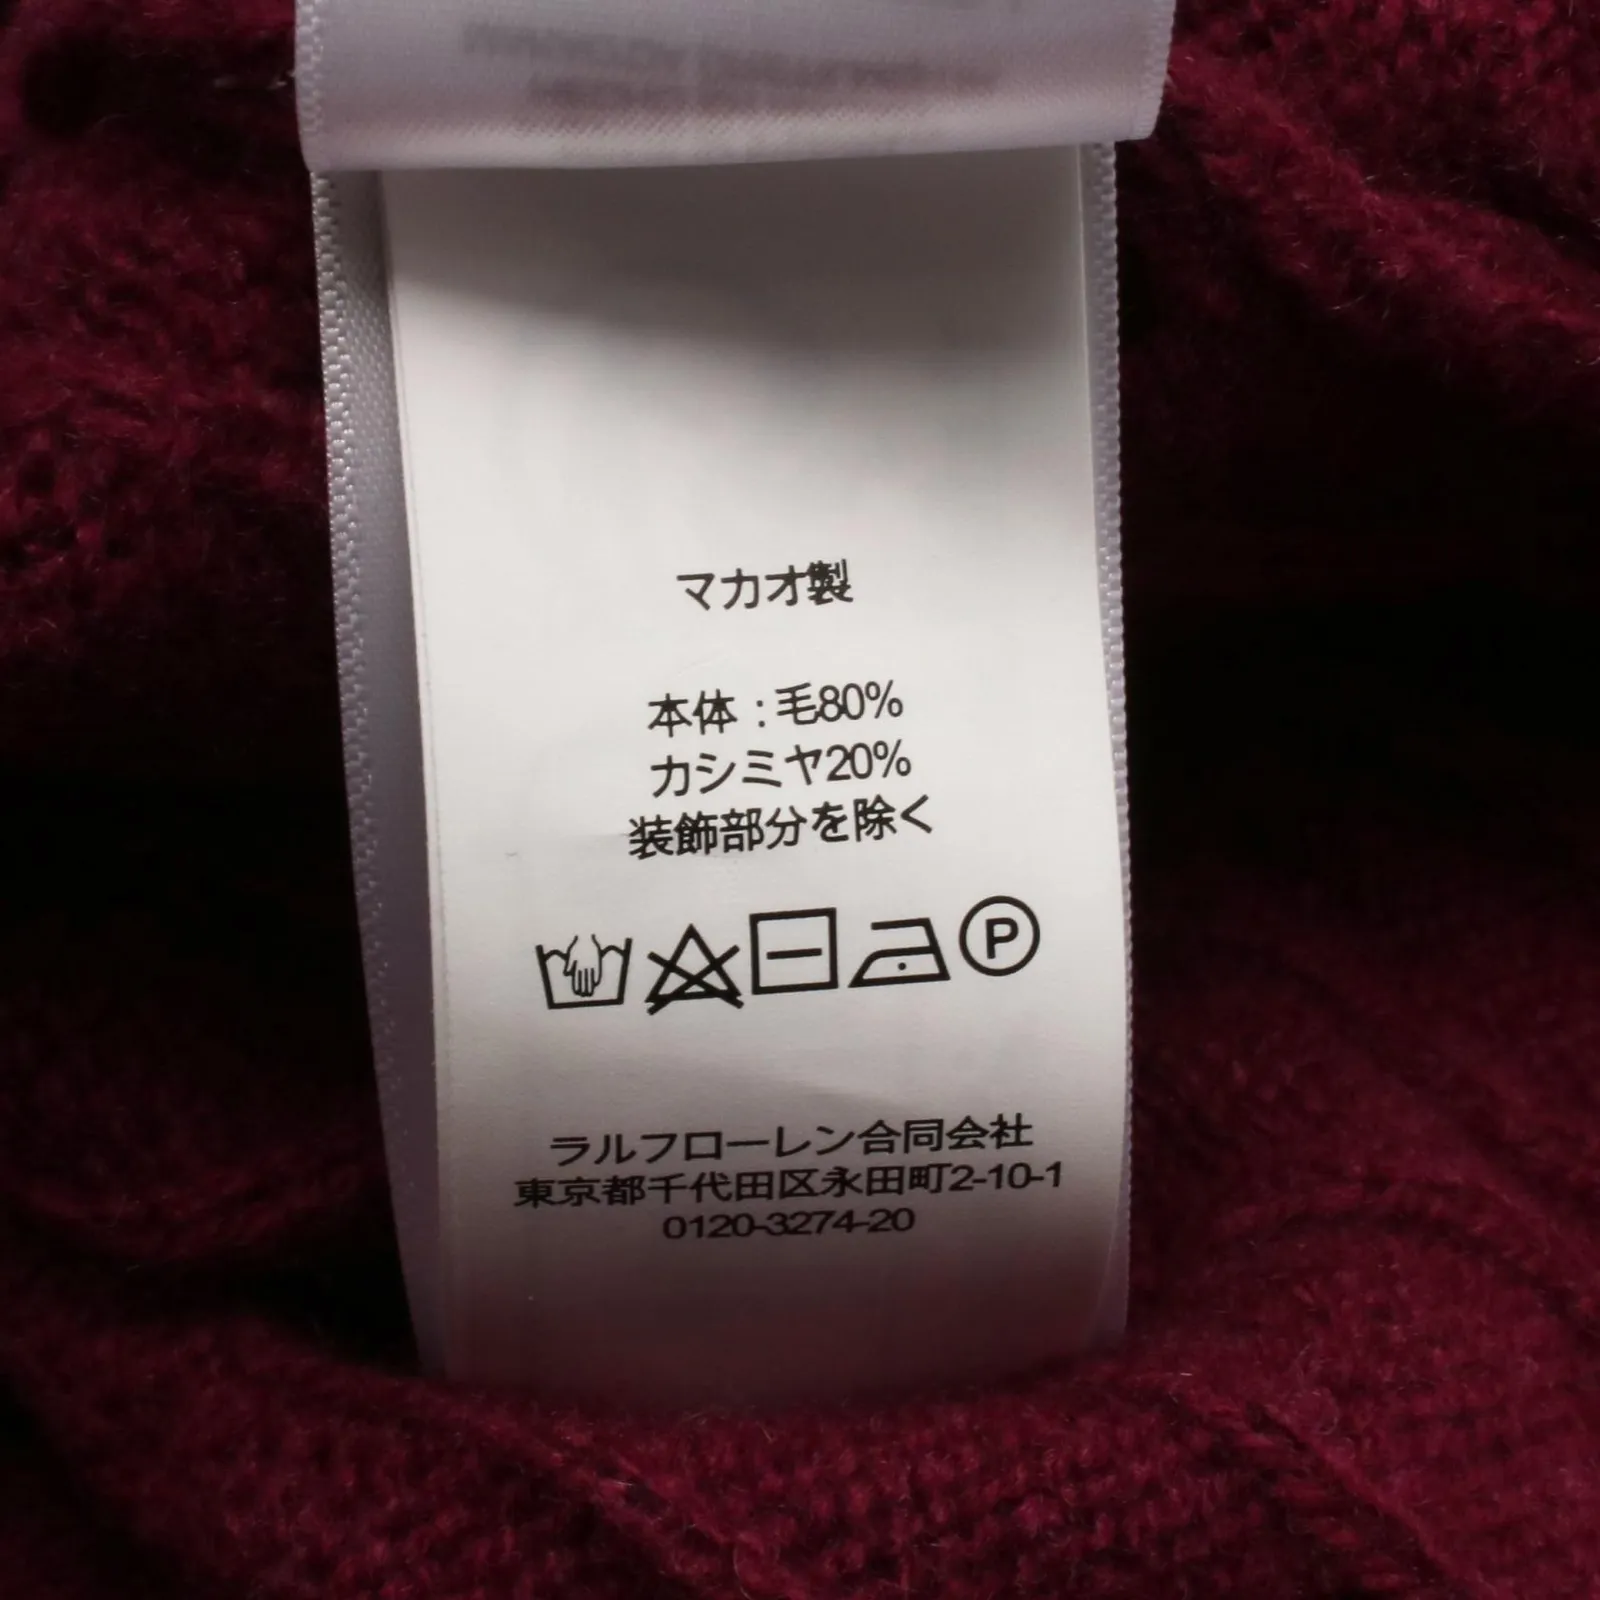 マカオ製
本体：毛80%
カシミヤ20%
装飾部分を除く
P
ラルフローレン合同会社
東京都千代田区永田町2-10-1
0120-3274-20